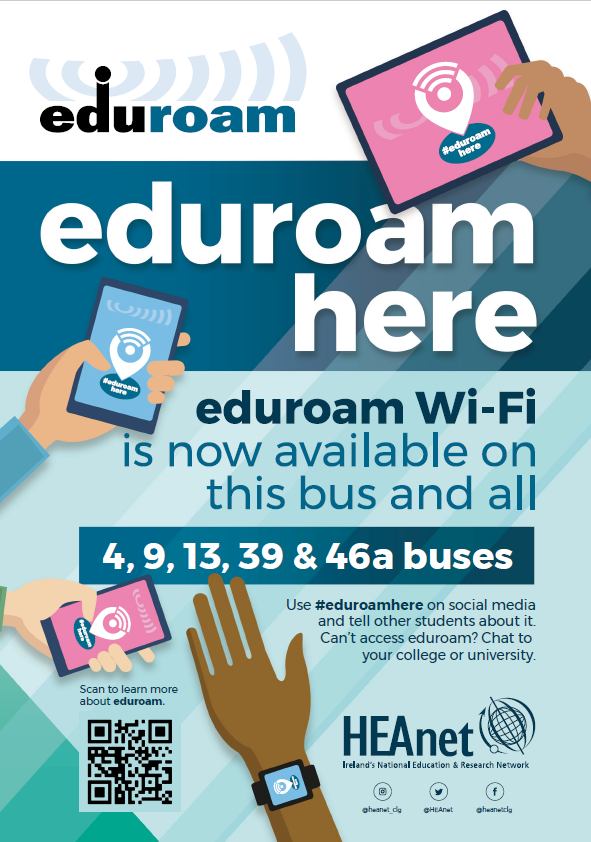 eduroam
#eduroam
here
eduroam
here
#eduroam
here
eduroam Wi-Fi
is now available on
this bus and all
4, 9, 13, 39 & 46a buses
#eduroam
here
Use #eduroamhere on social media
and tell other students about it.
Can't access eduroam? Chat to
your college or university.
Scan to learn more
about eduroam.
HEAnet
Ireland's National Education & Research Network
@heanet_clg
@HEAnet
@heanetclg